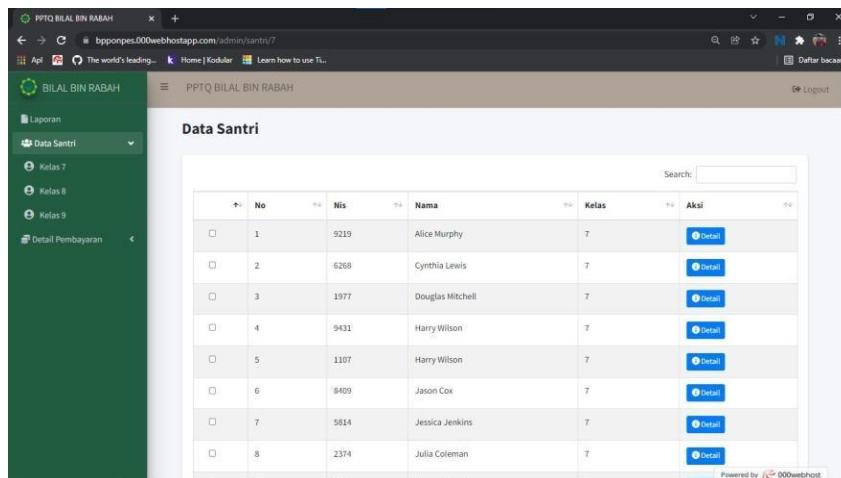 PPTQ BILAL BIN RABAH
bpponpes.000webhostapp.com/admin/santri/7
Apl The world's leading... Home | Kodular Learn how to use Ti... Daftar bacaa
BILAL BIN RABAH PPTQ BILAL BIN RABAH Logout
Laporan
Data Santri
Kelas 7
Kelas 8
Kelas 9
Detail Pembayaran
Data Santri
Search:
No Nis Nama Kelas Aksi
1 9219 Alice Murphy 7 Detail
2 6268 Cynthia Lewis 7 Detail
3 1977 Douglas Mitchell 7 Detail
4 9431 Harry Wilson 7 Detail
5 1107 Harry Wilson 7 Detail
6 8409 Jason Cox 7 Detail
7 5814 Jessica Jenkins 7 Detail
8 2374 Julia Coleman 7 Detail
Powered by 000webhost